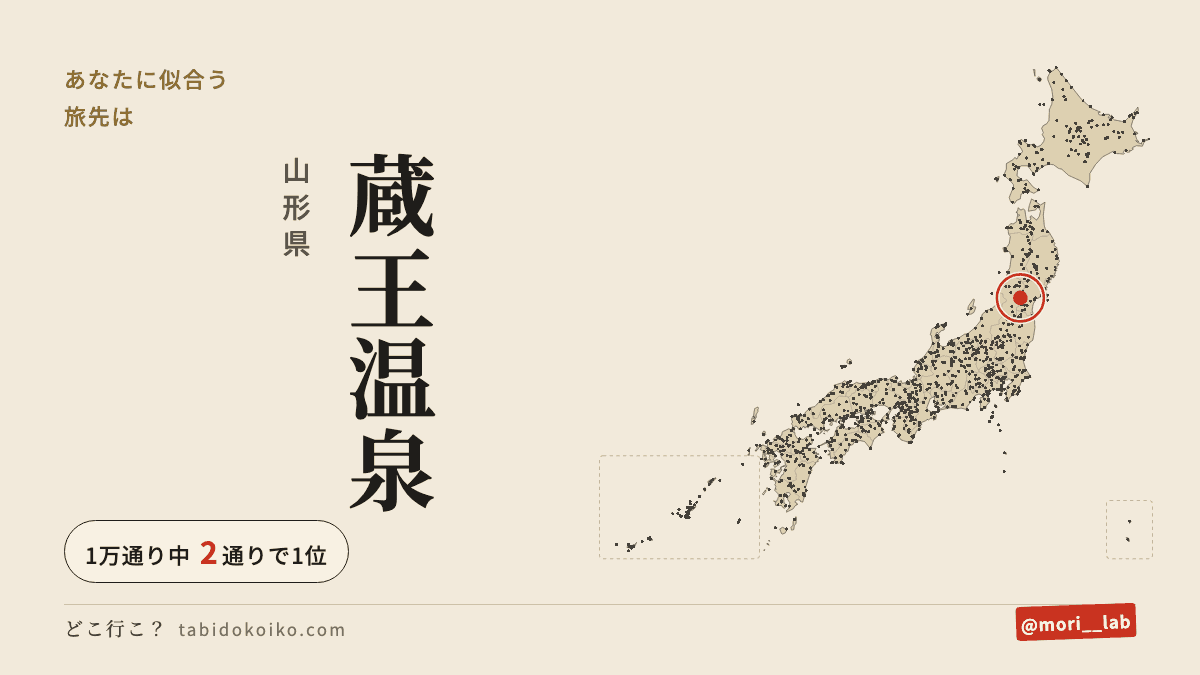 あなたに似合う
旅先は
蔵王温泉
山形県
1万通り中 2通りで1位
どこ行こ？ tabidokoiko.com
@mori__lab